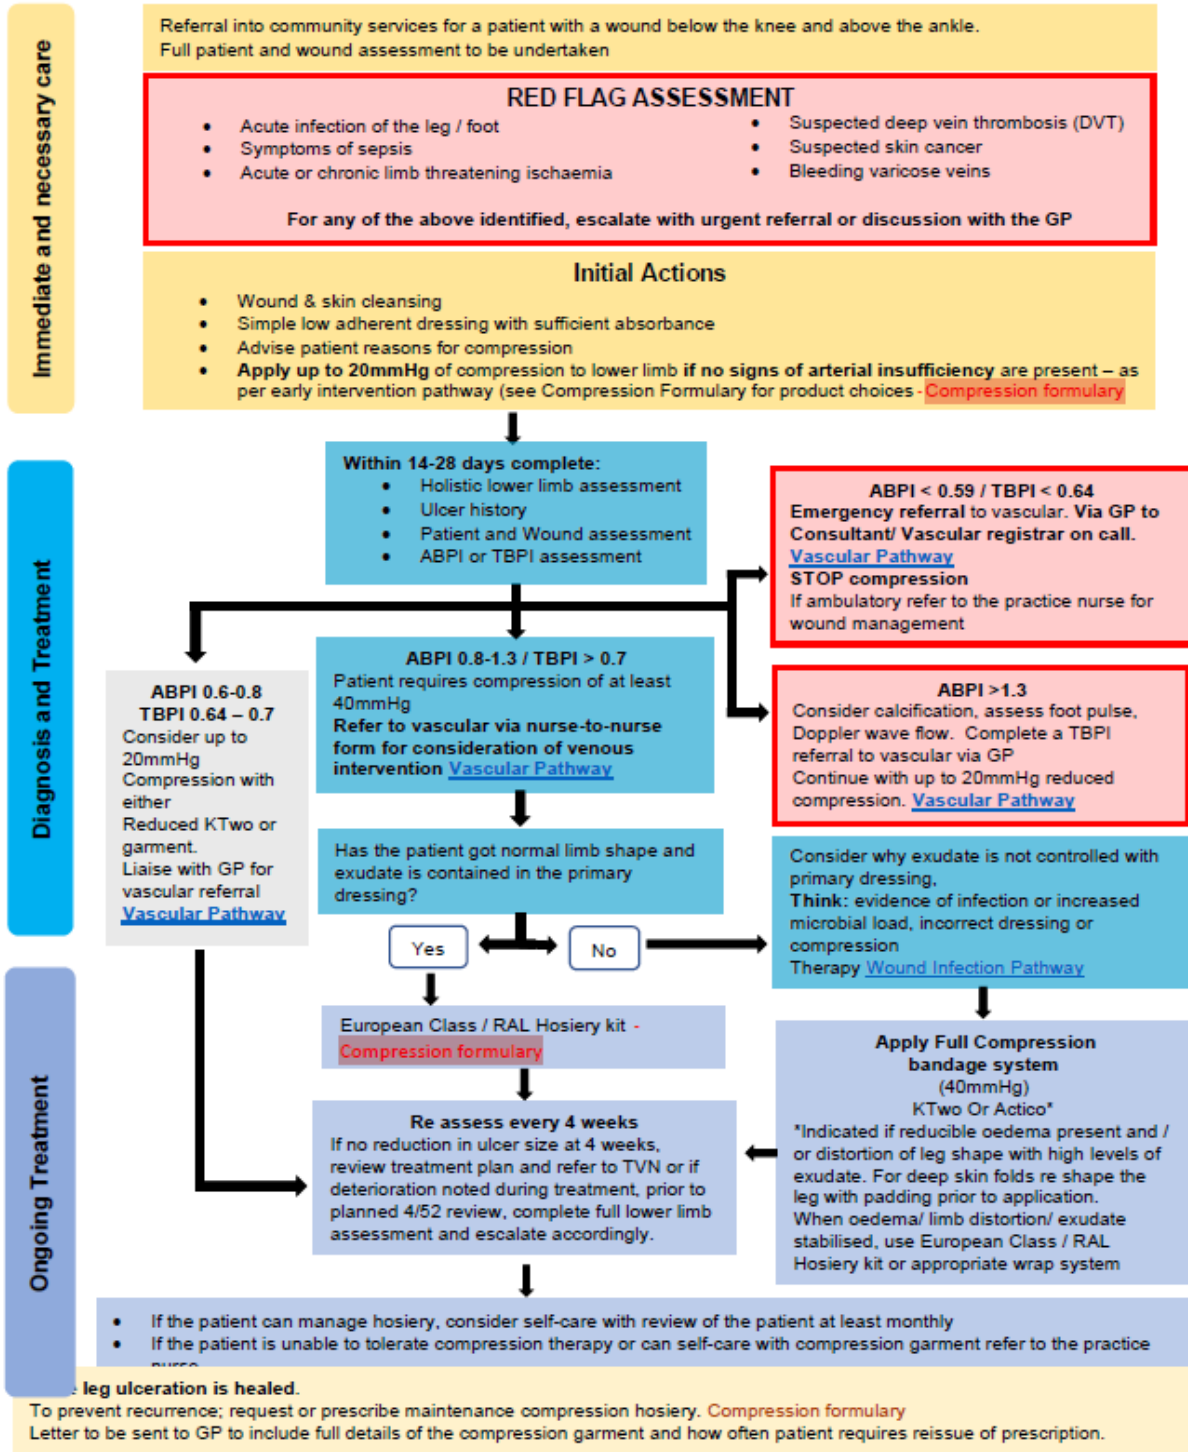 Immediate and necessary care
Referral into community services for a patient with a wound below the knee and above the ankle.
Full patient and wound assessment to be undertaken
RED FLAG ASSESSMENT
• Acute infection of the leg / foot
• Symptoms of sepsis
• Acute or chronic limb threatening ischaemia
• Suspected deep vein thrombosis (DVT)
• Suspected skin cancer
• Bleeding varicose veins
For any of the above identified, escalate with urgent referral or discussion with the GP
Initial Actions
• Wound & skin cleansing
• Simple low adherent dressing with sufficient absorbance
• Advise patient reasons for compression
• Apply up to 20mmHg of compression to lower limb if no signs of arterial insufficiency are present – as
per early intervention pathway (see Compression Formulary for product choices - Compression formulary
Diagnosis and Treatment
Within 14-28 days complete:
• Holistic lower limb assessment
• Ulcer history
• Patient and Wound assessment
• ABPI or TBPI assessment
ABPI < 0.59 / TBPI < 0.64
Emergency referral to vascular. Via GP to
Consultant/ Vascular registrar on call.
Vascular Pathway
STOP compression
If ambulatory refer to the practice nurse for
wound management
ABPI 0.6-0.8
TBPI 0.64 – 0.7
Consider up to
20mmHg
Compression with
either
Reduced KTwo or
garment.
Liaise with GP for
vascular referral
Vascular Pathway
ABPI 0.8-1.3 / TBPI > 0.7
Patient requires compression of at least
40mmHg
Refer to vascular via nurse-to-nurse
form for consideration of venous
intervention Vascular Pathway
ABPI >1.3
Consider calcification, assess foot pulse,
Doppler wave flow. Complete a TBPI
referral to vascular via GP
Continue with up to 20mmHg reduced
compression. Vascular Pathway
Has the patient got normal limb shape and
exudate is contained in the primary
dressing?
Yes
No
Consider why exudate is not controlled with
primary dressing,
Think: evidence of infection or increased
microbial load, incorrect dressing or
compression
Therapy Wound Infection Pathway
Ongoing Treatment
European Class / RAL Hosiery kit -
Compression formulary
Apply Full Compression
bandage system
(40mmHg)
KTwo Or Actico*
*Indicated if reducible oedema present and /
or distortion of leg shape with high levels of
exudate. For deep skin folds re shape the
leg with padding prior to application.
When oedema/ limb distortion/ exudate
stabilised, use European Class / RAL
Hosiery kit or appropriate wrap system
Re assess every 4 weeks
If no reduction in ulcer size at 4 weeks,
review treatment plan and refer to TVN or if
deterioration noted during treatment, prior to
planned 4/52 review, complete full lower limb
assessment and escalate accordingly.
• If the patient can manage hosiery, consider self-care with review of the patient at least monthly
• If the patient is unable to tolerate compression therapy or can self-care with compression garment refer to the practice
nurse
leg ulceration is healed.
To prevent recurrence; request or prescribe maintenance compression hosiery. Compression formulary
Letter to be sent to GP to include full details of the compression garment and how often patient requires reissue of prescription.